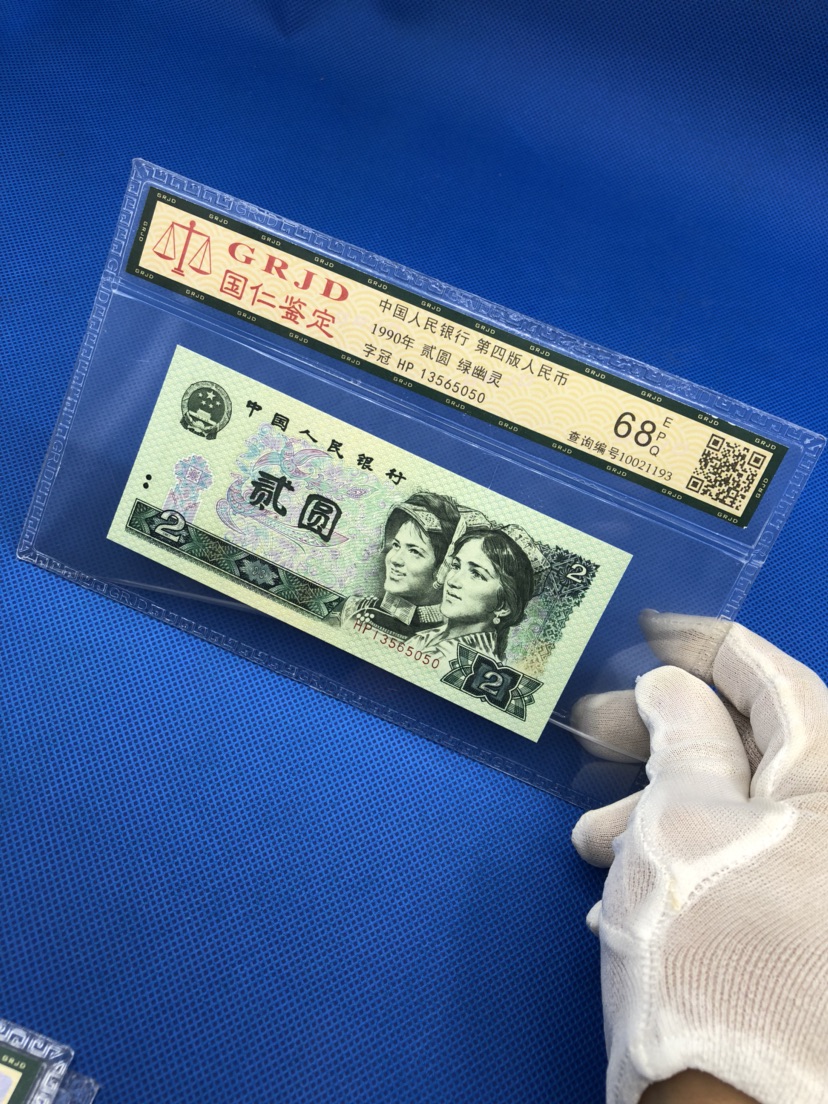 GRJD
国仁鉴定
中国人民银行 第四版人民币
1990年 贰圆 绿幽灵
字冠 HP 13565050
68 EPQ
查询编号10021193
中国人民银行
贰圆
2
2
HP13565050
2